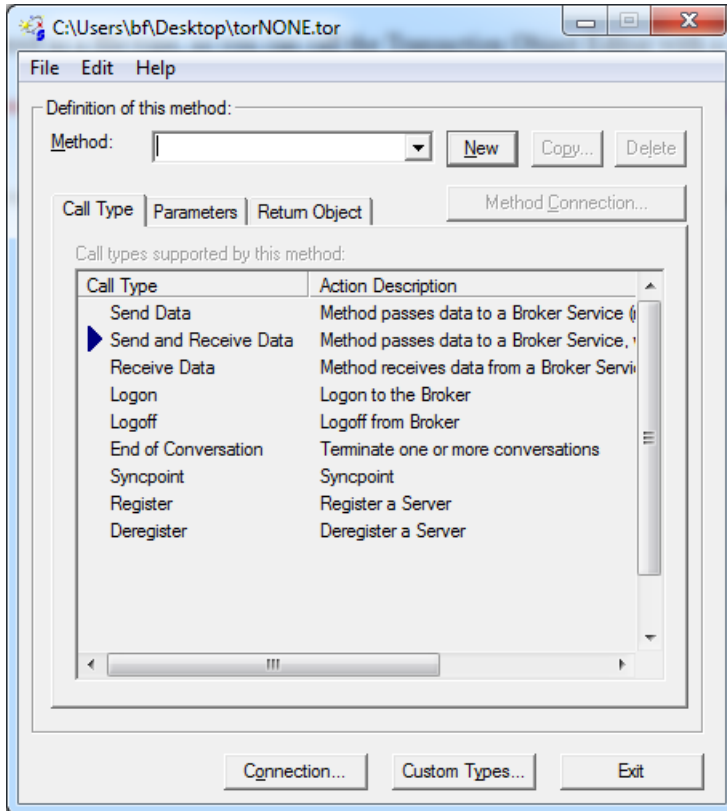 C:\Users\bf\Desktop\torNONE.tor
File Edit Help
Definition of this method:
Method: New Copy... Delete
Method Connection...
Call Type Parameters Return Object
Call types supported by this method:
Call Type Action Description
Send Data Method passes data to a Broker Service (
Send and Receive Data Method passes data to a Broker Service,
Receive Data Method receives data from a Broker Servi
Logon Logon to the Broker
Logoff Logoff from Broker
End of Conversation Terminate one or more conversations
Syncpoint Syncpoint
Register Register a Server
Deregister Deregister a Server
Connection... Custom Types... Exit